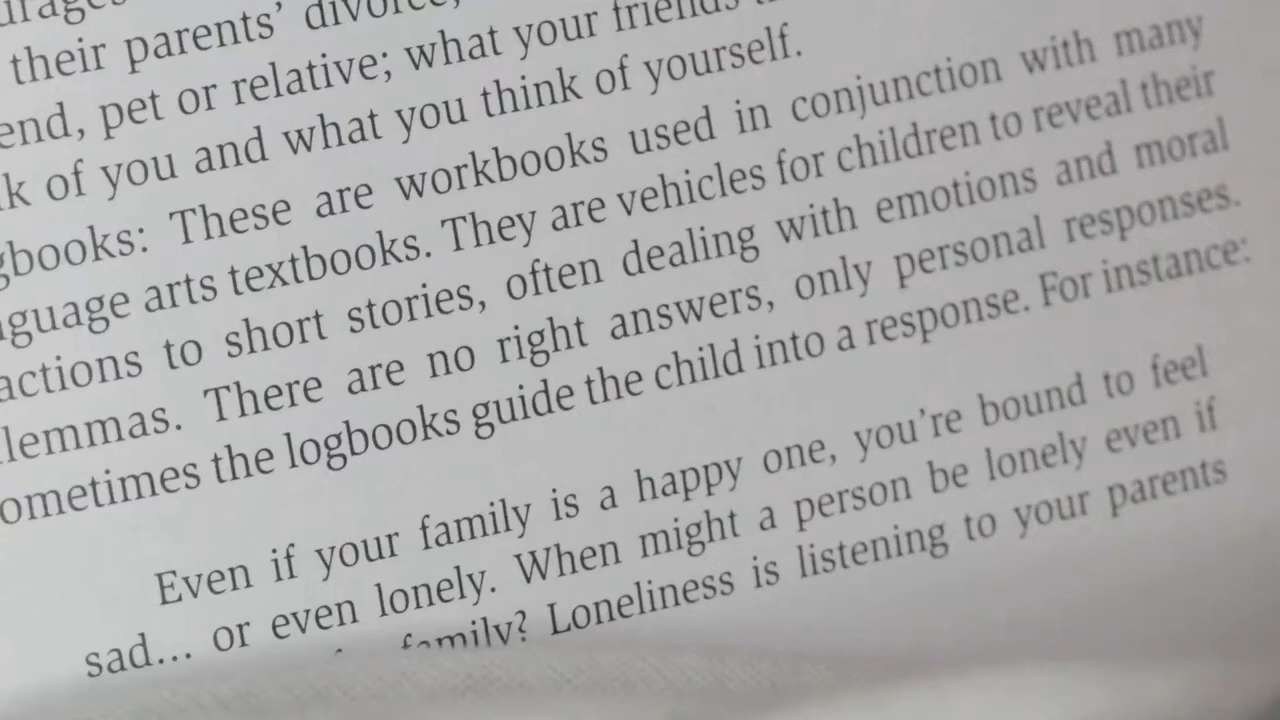 their parents' divorce,
end, pet or relative; what your friends
k of you and what you think of yourself.
gbooks: These are workbooks used in conjunction with many
guage arts textbooks. They are vehicles for children to reveal their
actions to short stories, often dealing with emotions and moral
lemmas. There are no right answers, only personal responses.
ometimes the logbooks guide the child into a response. For instance:
Even if your family is a happy one, you're bound to feel
sad... or even lonely. When might a person be lonely even if
family? Loneliness is listening to your parents